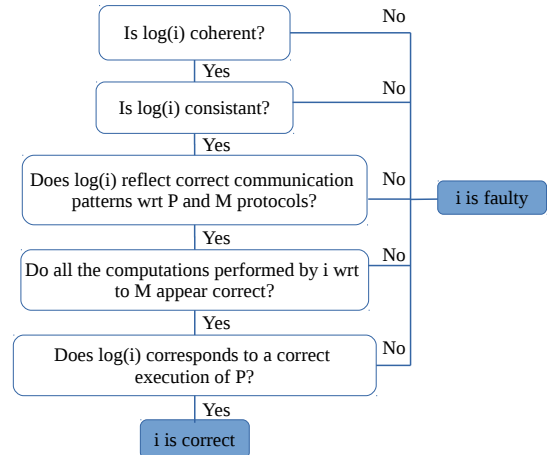 No
Is log(i) coherent?
Yes
No
Is log(i) consistant?
Yes
Does log(i) reflect correct communication
patterns wrt P and M protocols?
No
i is faulty
Yes
No
Do all the computations performed by i wrt
to M appear correct?
Yes
No
Does log(i) corresponds to a correct
execution of P?
Yes
i is correct